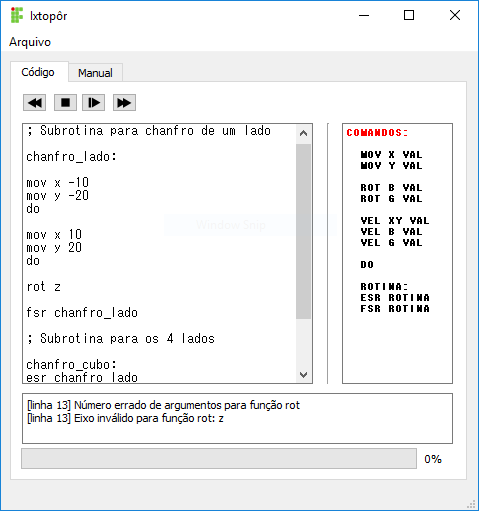 Ixtopôr
Arquivo
Código
Manual
; Subrotina para chanfro de um lado
chanfro_lado:
mov x -10
mov y -20
do
mov x 10
mov y 20
do
rot z
fsr chanfro_lado
; Subrotina para os 4 lados
chanfro_cubo:
esr chanfro_lado
COMANDOS:
MOV X VAL
MOV Y VAL
ROT B VAL
ROT G VAL
VEL XY VAL
VEL B VAL
VEL G VAL
DO
ROTINA:
ESR ROTINA
FSR ROTINA
[linha 13] Número errado de argumentos para função rot
[linha 13] Eixo inválido para função rot: z
0%